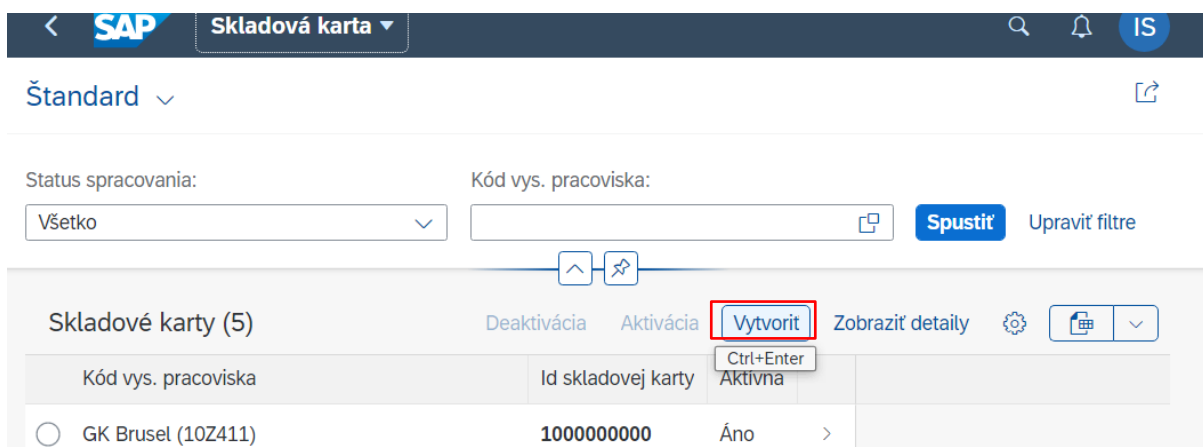 SAP Skladová karta IS
Štandard
Status spracovania: Kód vys. pracoviska:
Všetko Spustiť Upraviť filtre
Skladové karty (5) Deaktivácia Aktivácia Vytvoriť Zobraziť detaily
Ctrl+Enter
Kód vys. pracoviska Id skladovej karty Aktívna
GK Brusel (10Z411) 1000000000 Áno